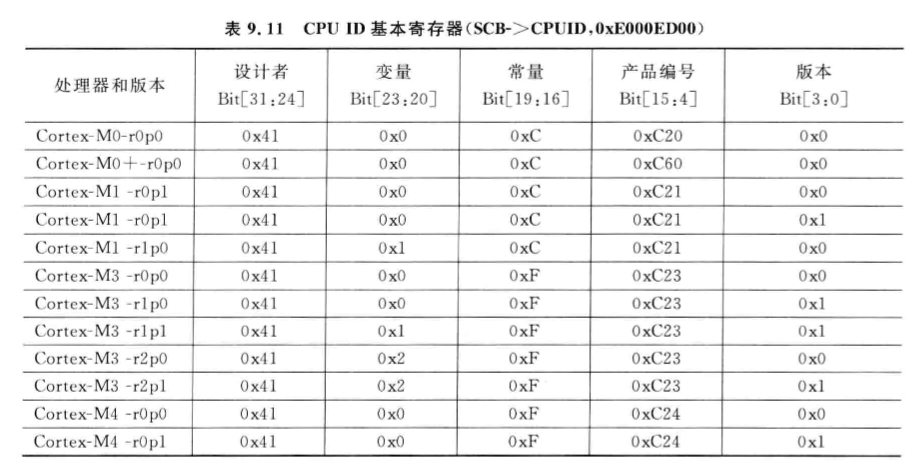 表 9.11 CPU ID 基本寄存器(SCB->CPUID,0xE000ED00)
处理器和版本 设计者 Bit[31:24] 变量 Bit[23:20] 常量 Bit[19:16] 产品编号 Bit[15:4] 版本 Bit[3:0]
Cortex-M0-r0p0 0x41 0x0 0xC 0xC20 0x0
Cortex-M0+-r0p0 0x41 0x0 0xC 0xC60 0x0
Cortex-M1 -r0p1 0x41 0x0 0xC 0xC21 0x0
Cortex-M1 -r0p1 0x41 0x0 0xC 0xC21 0x1
Cortex-M1 -r1p0 0x41 0x1 0xC 0xC21 0x0
Cortex-M3 -r0p0 0x41 0x0 0xF 0xC23 0x0
Cortex-M3 -r1p0 0x41 0x0 0xF 0xC23 0x1
Cortex-M3 -r1p1 0x41 0x1 0xF 0xC23 0x1
Cortex-M3 -r2p0 0x41 0x2 0xF 0xC23 0x0
Cortex-M3 -r2p1 0x41 0x2 0xF 0xC23 0x1
Cortex-M4 -r0p0 0x41 0x0 0xF 0xC24 0x0
Cortex-M4 -r0p1 0x41 0x0 0xF 0xC24 0x1